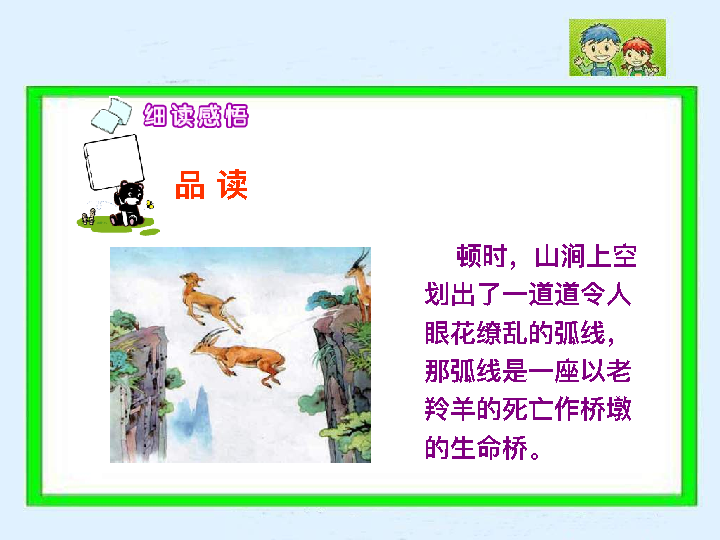 细读感悟
品 读
顿时，山涧上空
划出了一道道令人
眼花缭乱的弧线，
那弧线是一座以老
羚羊的死亡作桥墩
的生命桥。